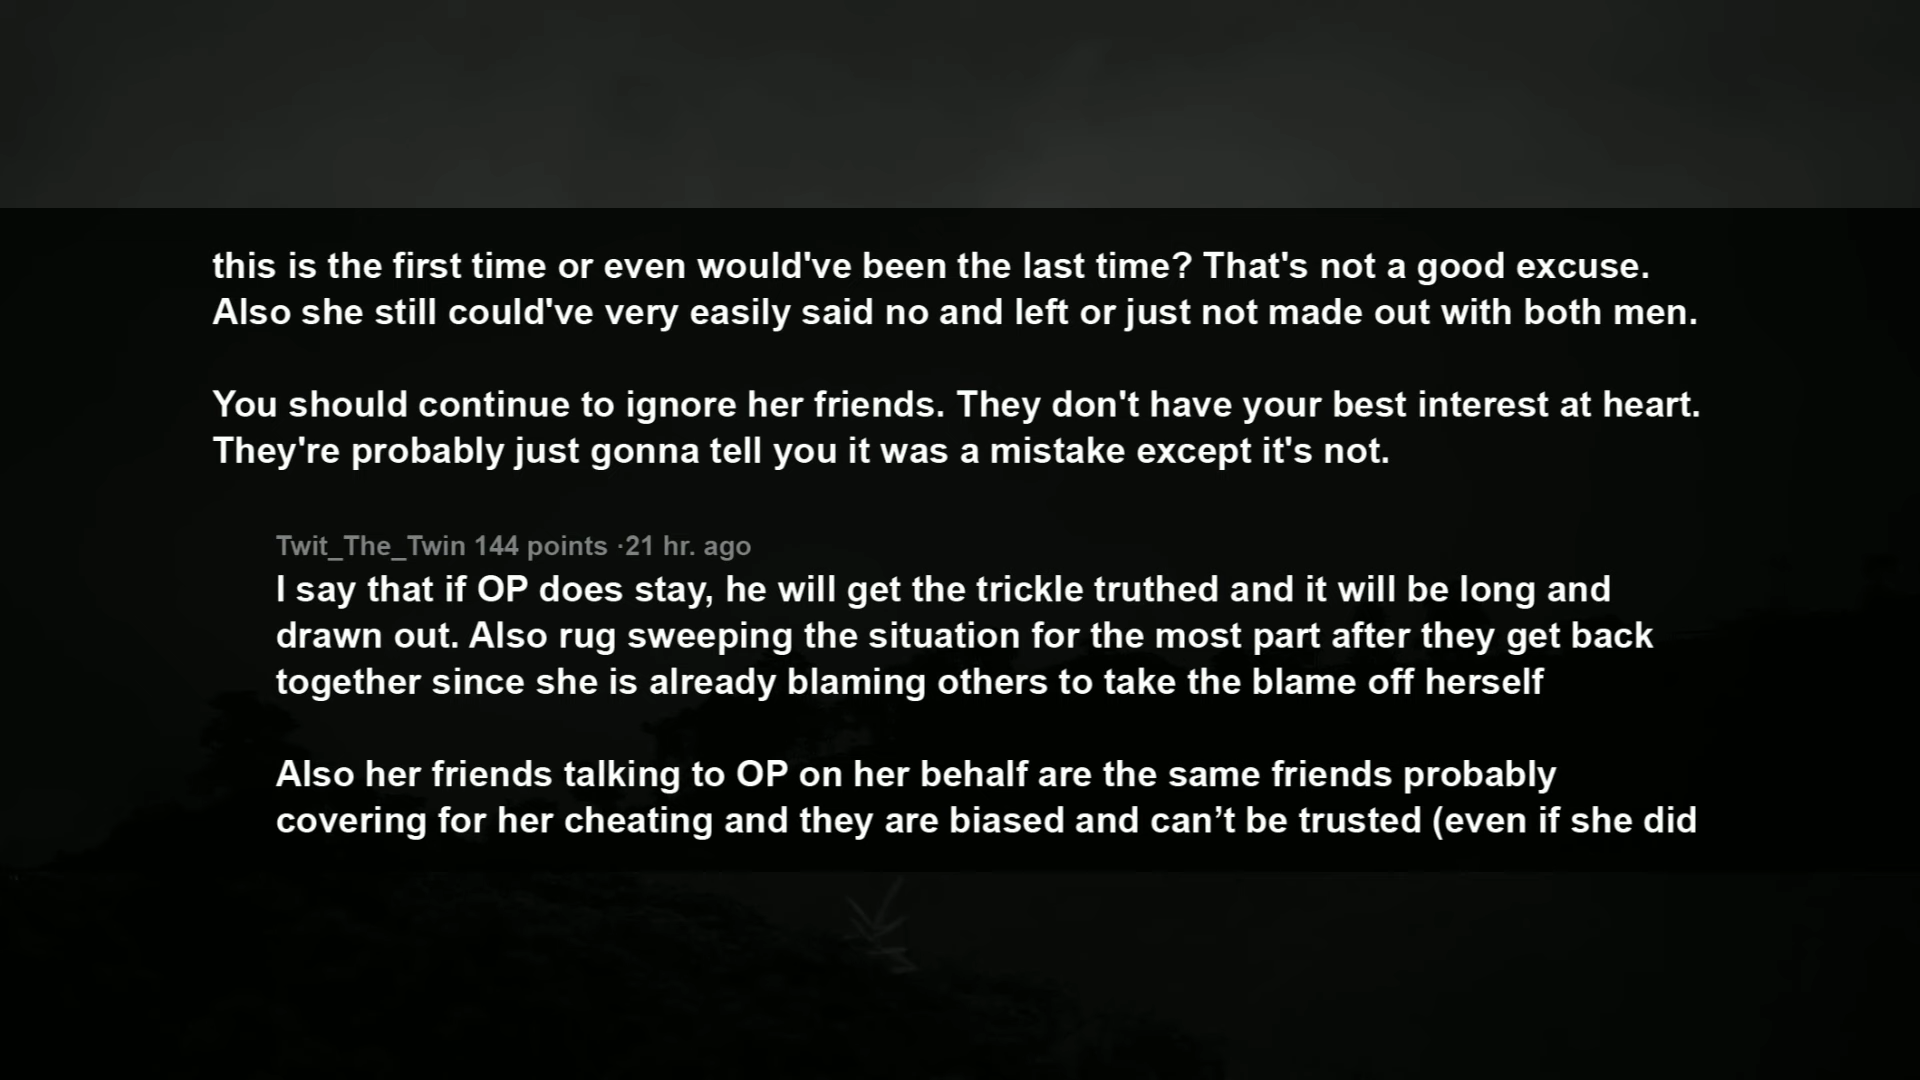 this is the first time or even would've been the last time? That's not a good excuse.
Also she still could've very easily said no and left or just not made out with both men.
You should continue to ignore her friends. They don't have your best interest at heart.
They're probably just gonna tell you it was a mistake except it's not.
Twit_The_Twin 144 points ·21 hr. ago
I say that if OP does stay, he will get the trickle truthed and it will be long and
drawn out. Also rug sweeping the situation for the most part after they get back
together since she is already blaming others to take the blame off herself
Also her friends talking to OP on her behalf are the same friends probably
covering for her cheating and they are biased and can’t be trusted (even if she did